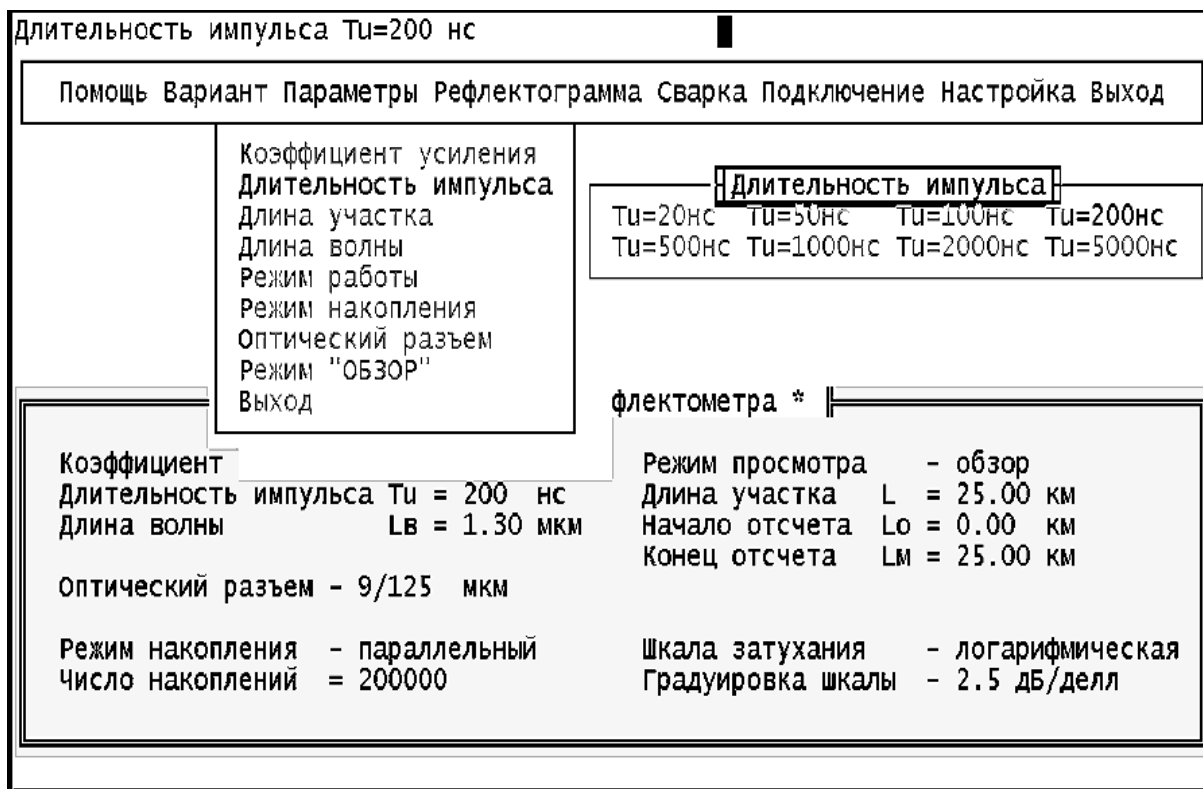 Длительность импульса Tu=200 нс
Помощь Вариант Параметры Рефлектограмма Сварка Подключение Настройка Выход
Коэффициент усиления
Длительность импульса
Длина участка
Длина волны
Режим работы
Режим накопления
Оптический разъем
Режим "ОБЗОР"
Выход
Длительность импульса
Tu=20нс Tu=50нс Tu=100нс Tu=200нс
Tu=500нс Tu=1000нс Tu=2000нс Tu=5000нс
флектометра *
Коэффициент
Длительность импульса Tu = 200 нс
Длина волны Lв = 1.30 мкм
Оптический разъем – 9/125 мкм
Режим накопления – параллельный
Число накоплений = 200000
Режим просмотра – обзор
Длина участка L = 25.00 км
Начало отсчета Lо = 0.00 км
Конец отсчета Lм = 25.00 км
Шкала затухания – логарифмическая
Градуировка шкалы – 2.5 дБ/делл